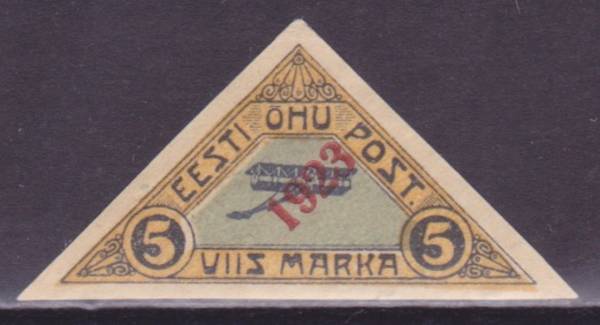 EESTI ÕHU POST.
1923
5 VIIS MARKA 5